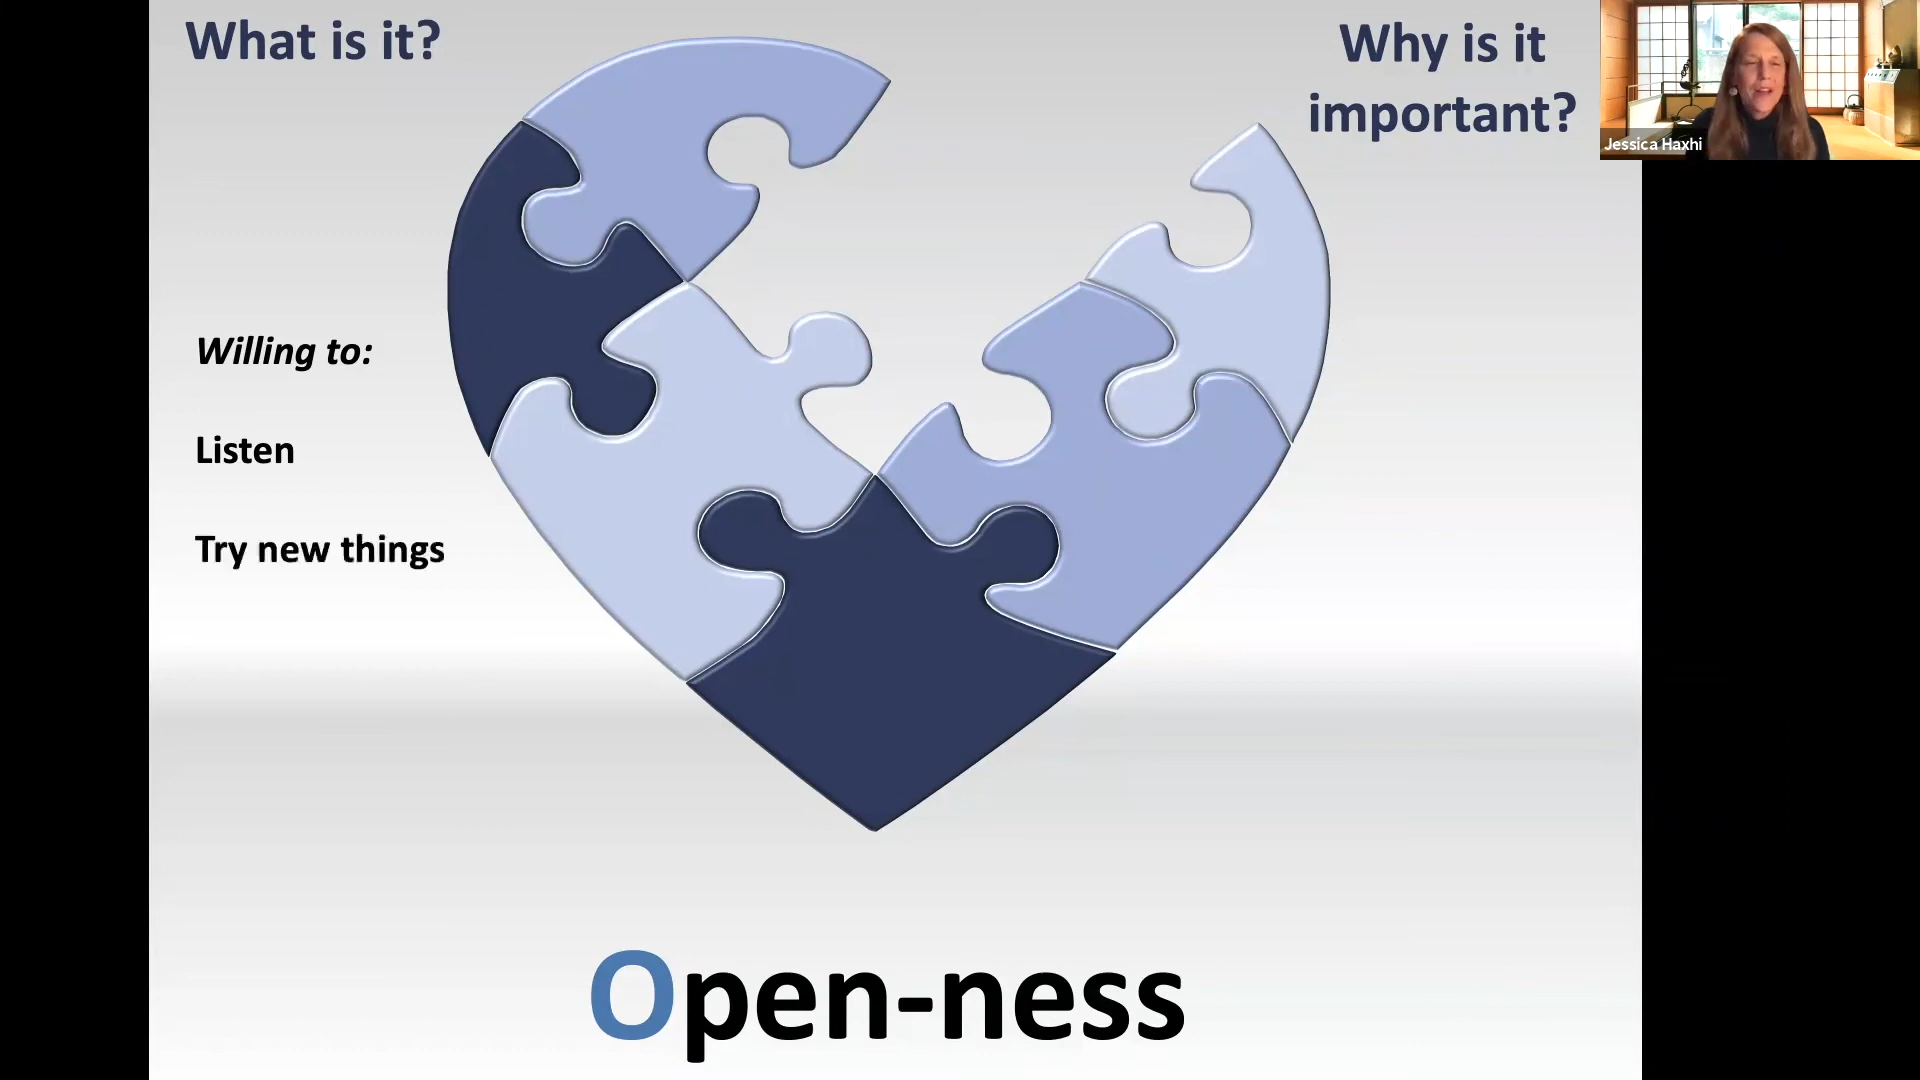 What is it?
Why is it
important?
Jessica Haxhi
Willing to:
Listen
Try new things
Open-ness